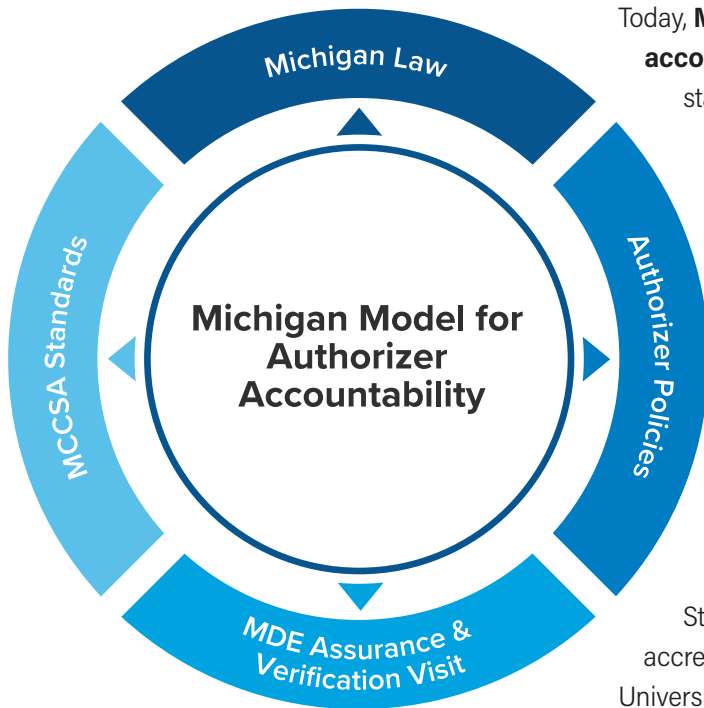 Today,
acco
sta
Michigan Law
MCCSA Standards
Michigan Model for
Authorizer
Accountability
Authorizer Policies
MDE Assurance &
Verification Visit
St
accre
Univers